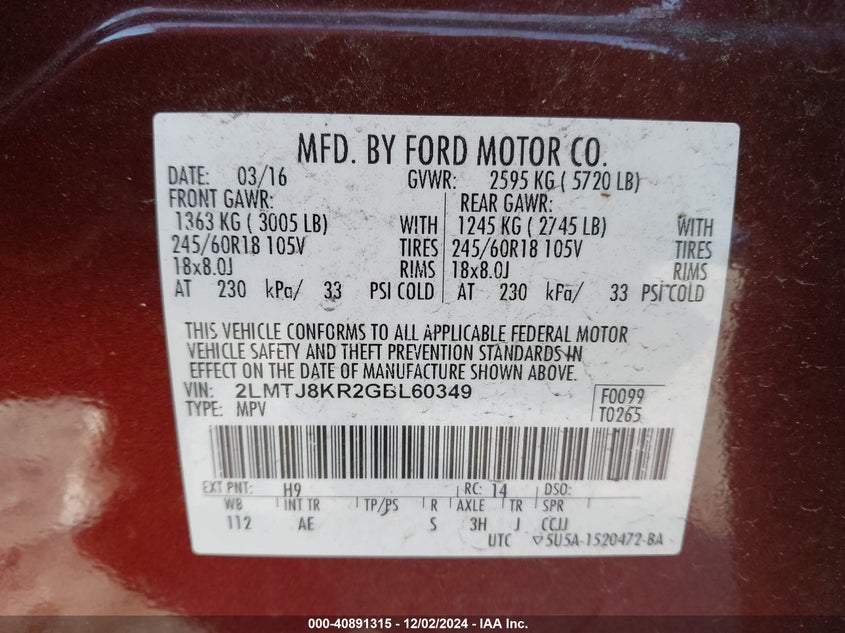 MFD. BY FORD MOTOR CO.
DATE: 03/16 GVWR: 2595 KG ( 5720 LB)
FRONT GAWR: REAR GAWR:
1363 KG ( 3005 LB) WITH 1245 KG ( 2745 LB) WITH
245/60R18 105V TIRES 245/60R18 105V TIRES
18x8.0J RIMS 18x8.0J RIMS
AT 230 kPa/ 33 PSI COLD AT 230 kPa/ 33 PSI COLD
THIS VEHICLE CONFORMS TO ALL APPLICABLE FEDERAL MOTOR
VEHICLE SAFETY AND THEFT PREVENTION STANDARDS IN
EFFECT ON THE DATE OF MANUFACTURE SHOWN ABOVE.
VIN: 2LMTJ8KR2GBL60349 F0099
TYPE: MPV T0265
EXT PNT: H9 RC: 14 DSO:
WB INT TR TP/PS R AXLE TR SPR
112 AE S 3H J CCJJ
UTC ▽5U5A-1520472-BA
000-40891315 - 12/02/2024 - IAA Inc.